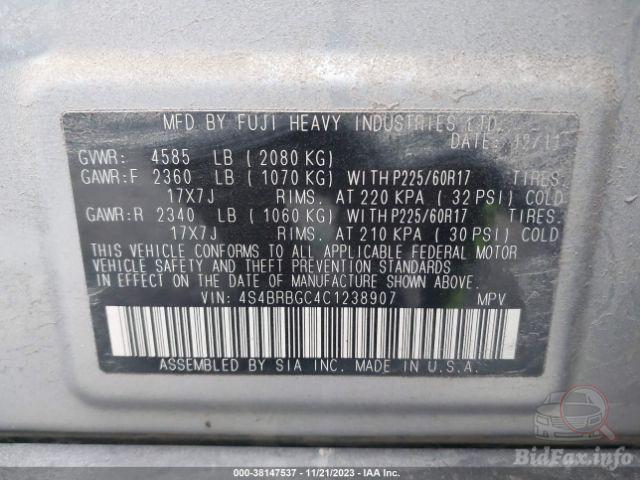 MFD BY FUJI HEAVY INDUSTRIES LTD.
DATE: 12/11
GVWR: 4585 LB ( 2080 KG)
GAWR:F 2360 LB ( 1070 KG) WITH P225/60R17 TIRES.
17X7J RIMS. AT 220 KPA ( 32 PSI) COLD
GAWR:R 2340 LB ( 1060 KG) WITH P225/60R17 TIRES.
17X7J RIMS. AT 210 KPA ( 30 PSI) COLD
THIS VEHICLE CONFORMS TO ALL APPLICABLE FEDERAL MOTOR
VEHICLE SAFETY AND THEFT PREVENTION STANDARDS
IN EFFECT ON THE DATE OF MANUFACTURE SHOWN ABOVE.
VIN: 4S4BRBGC4C1238907 MPV
ASSEMBLED BY SIA INC. MADE IN U.S.A.
BidFax.info
000-38147537 - 11/21/2023 - IAA Inc.